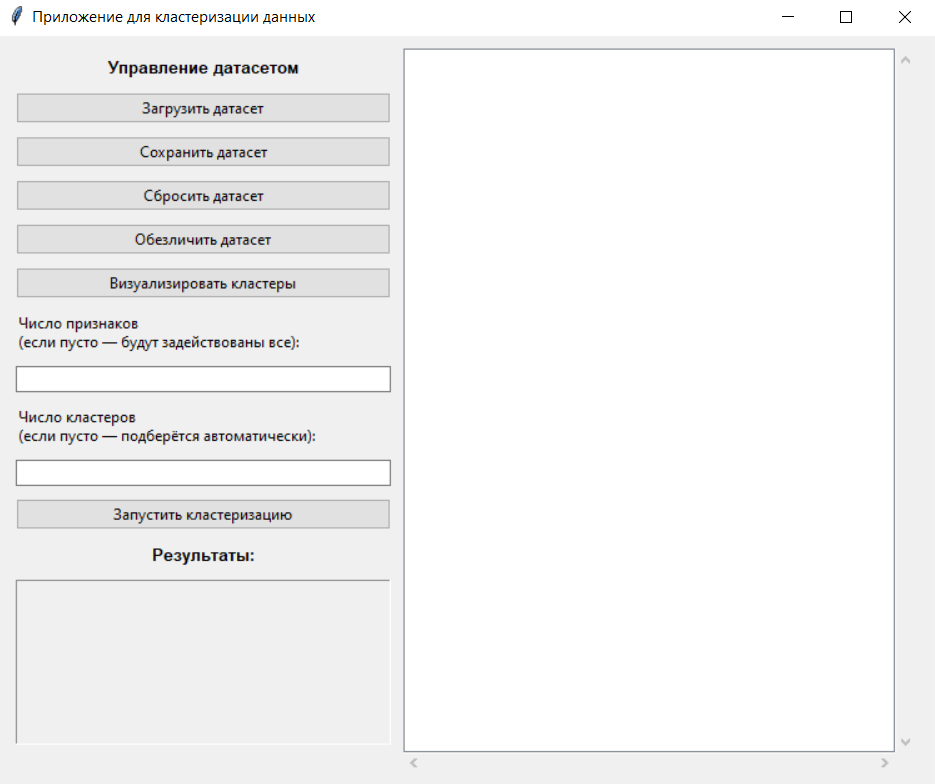 Приложение для кластеризации данных
Управление датасетом
Загрузить датасет
Сохранить датасет
Сбросить датасет
Обезличить датасет
Визуализировать кластеры
Число признаков
(если пусто — будут задействованы все):
Число кластеров
(если пусто — подберётся автоматически):
Запустить кластеризацию
Результаты: